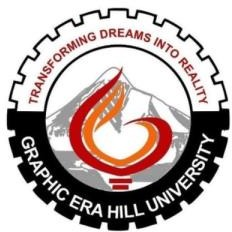 TRANSFORMING DREAMS INTO REALITY
GRAPHIC ERA HILL UNIVERSITY